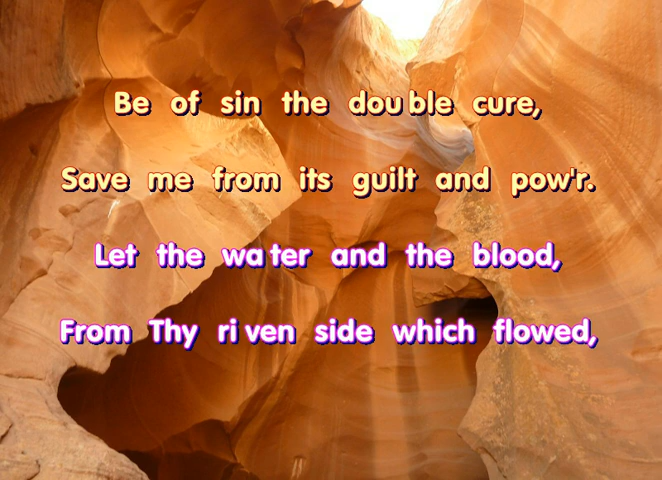 Be of sin the dou ble cure,
Save me from its guilt and pow'r.
Let the wa ter and the blood,
From Thy ri ven side which flowed,